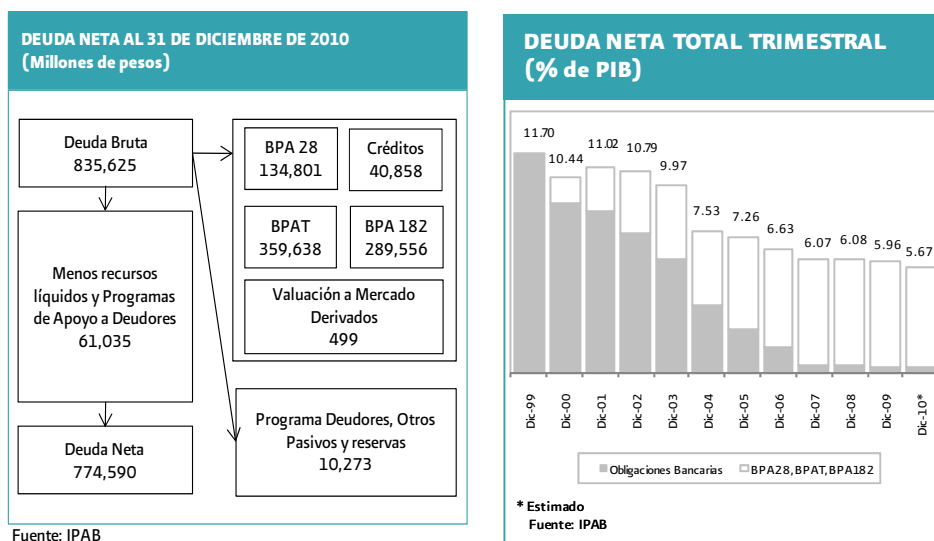 DEUDA NETA AL 31 DE DICIEMBRE DE 2010
(Millones de pesos)
Deuda Bruta
835,625
Menos recursos
líquidos y Programas
de Apoyo a Deudores
61,035
Deuda Neta
774,590
BPA 28
134,801
Créditos
40,858
BPAT
359,638
BPA 182
289,556
Valuación a Mercado
Derivados
499
Programa Deudores, Otros
Pasivos y reservas
10,273
Fuente: IPAB
DEUDA NETA TOTAL TRIMESTRAL
(% de PIB)
11.70
10.44
11.02
10.79
9.97
7.53
7.26
6.63
6.07
6.08
5.96
5.67
Dic-99
Dic-00
Dic-01
Dic-02
Dic-03
Dic-04
Dic-05
Dic-06
Dic-07
Dic-08
Dic-09
Dic-10*
Obligaciones Bancarias
BPA28, BPAT, BPA182
* Estimado
Fuente: IPAB